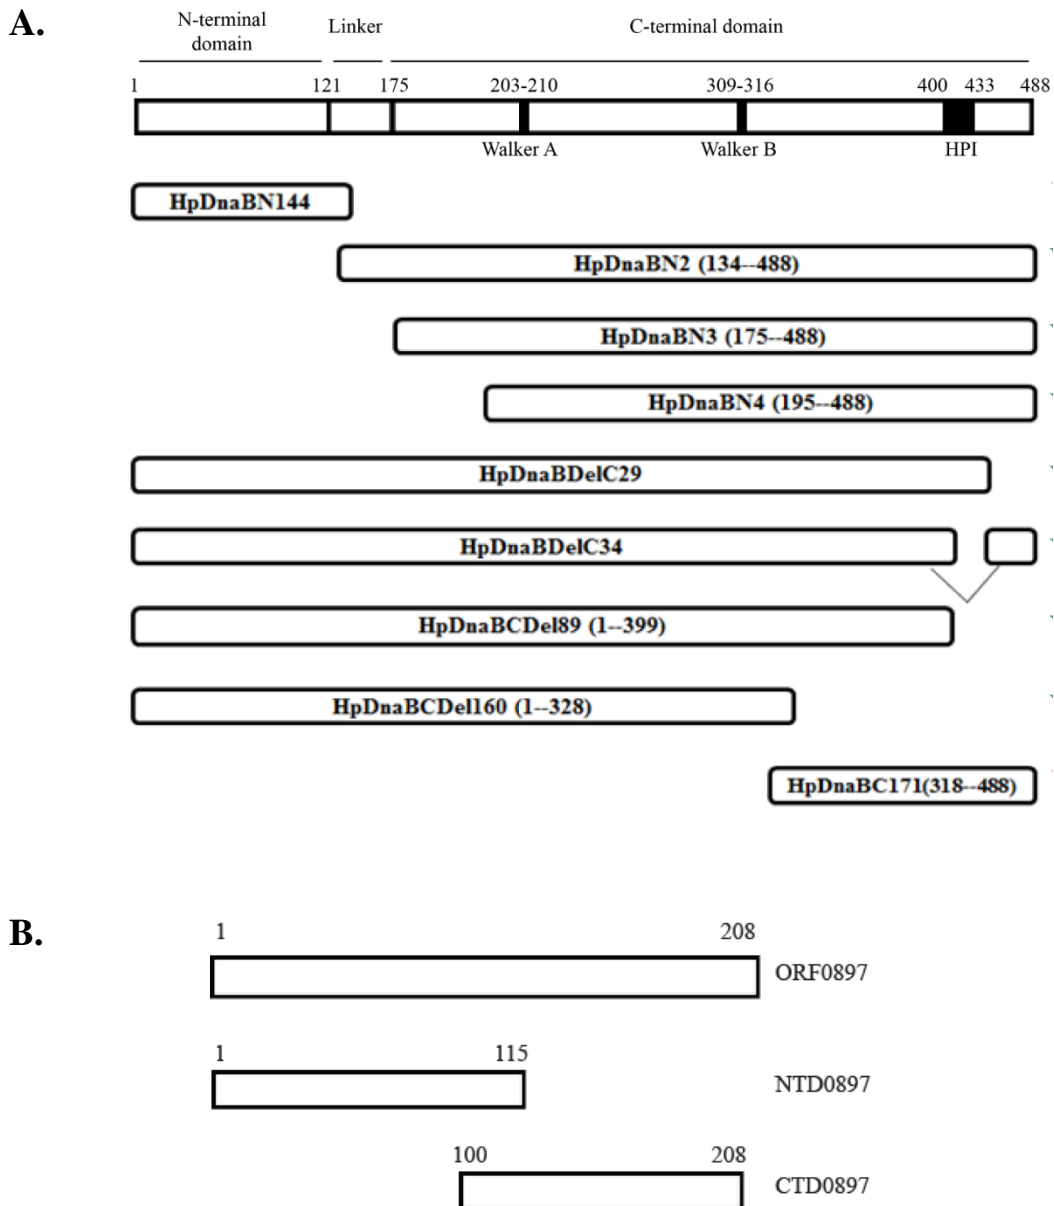 A.
N-terminal
domain
Linker
C-terminal domain
1 121 175 203-210 309-316 400 433 488
Walker A Walker B HPI
HpDnaBN144
HpDnaBN2 (134--488)
HpDnaBN3 (175--488)
HpDnaBN4 (195--488)
HpDnaBDelC29
HpDnaBDelC34
HpDnaBCDel89 (1--399)
HpDnaBCDel160 (1--328)
HpDnaBC171(318--488)
B.
1 208
ORF0897
1 115
NTD0897
100 208
CTD0897